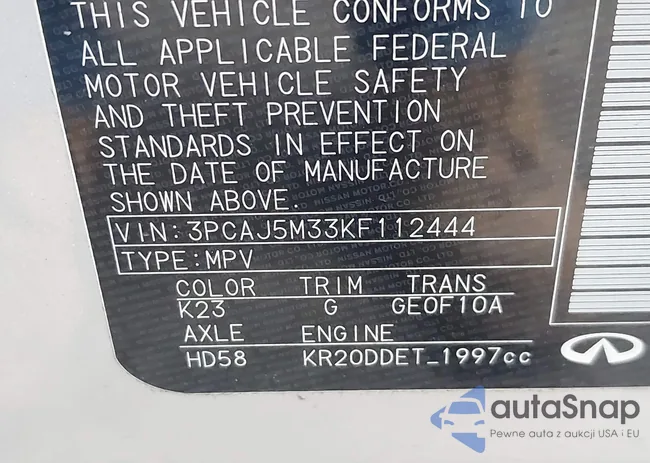 THIS VEHICLE CONFORMS TO
ALL APPLICABLE FEDERAL
MOTOR VEHICLE SAFETY
AND THEFT PREVENTION
STANDARDS IN EFFECT ON
THE DATE OF MANUFACTURE
SHOWN ABOVE.
VIN:3PCAJ5M33KF112444
TYPE:MPV
COLOR TRIM TRANS
K23 G GE0F10A
AXLE ENGINE
HD58 KR20DDET_1997cc
autaSnap
Pewne auta z aukcji USA i EU